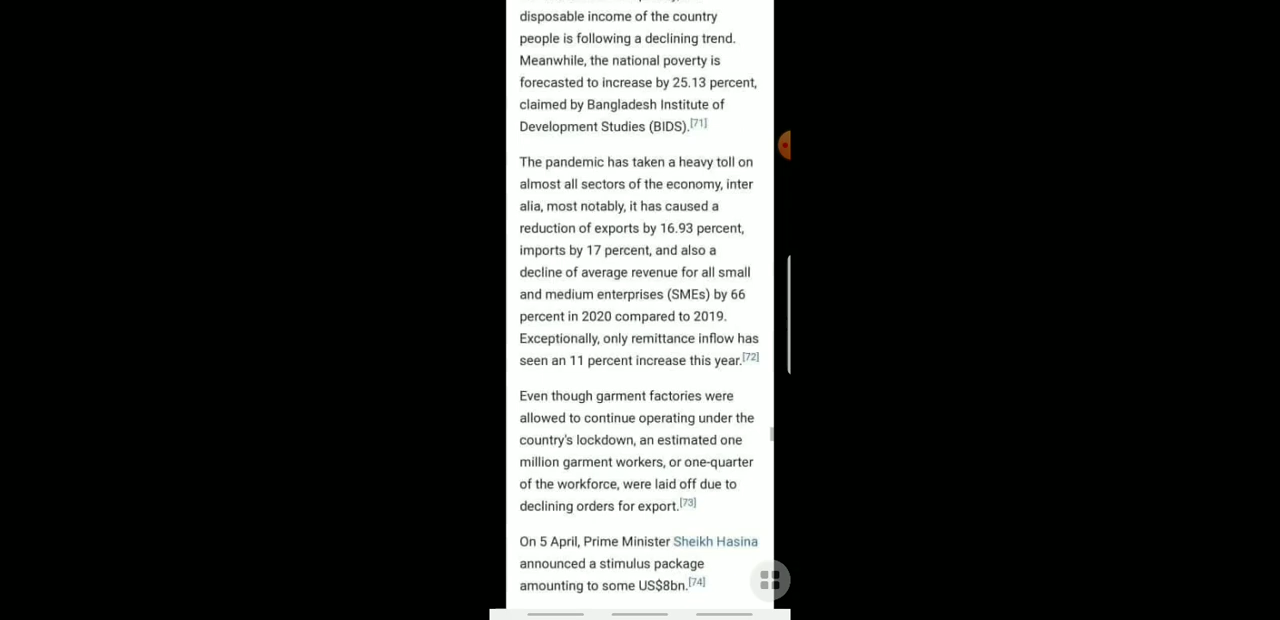 disposable income of the country
people is following a declining trend.
Meanwhile, the national poverty is
forecasted to increase by 25.13 percent,
claimed by Bangladesh Institute of
Development Studies (BIDS).[71]
The pandemic has taken a heavy toll on
almost all sectors of the economy, inter
alia, most notably, it has caused a
reduction of exports by 16.93 percent,
imports by 17 percent, and also a
decline of average revenue for all small
and medium enterprises (SMEs) by 66
percent in 2020 compared to 2019.
Exceptionally, only remittance inflow has
seen an 11 percent increase this year.[72]
Even though garment factories were
allowed to continue operating under the
country's lockdown, an estimated one
million garment workers, or one-quarter
of the workforce, were laid off due to
declining orders for export.[73]
On 5 April, Prime Minister Sheikh Hasina
announced a stimulus package
amounting to some US$8bn.[74]